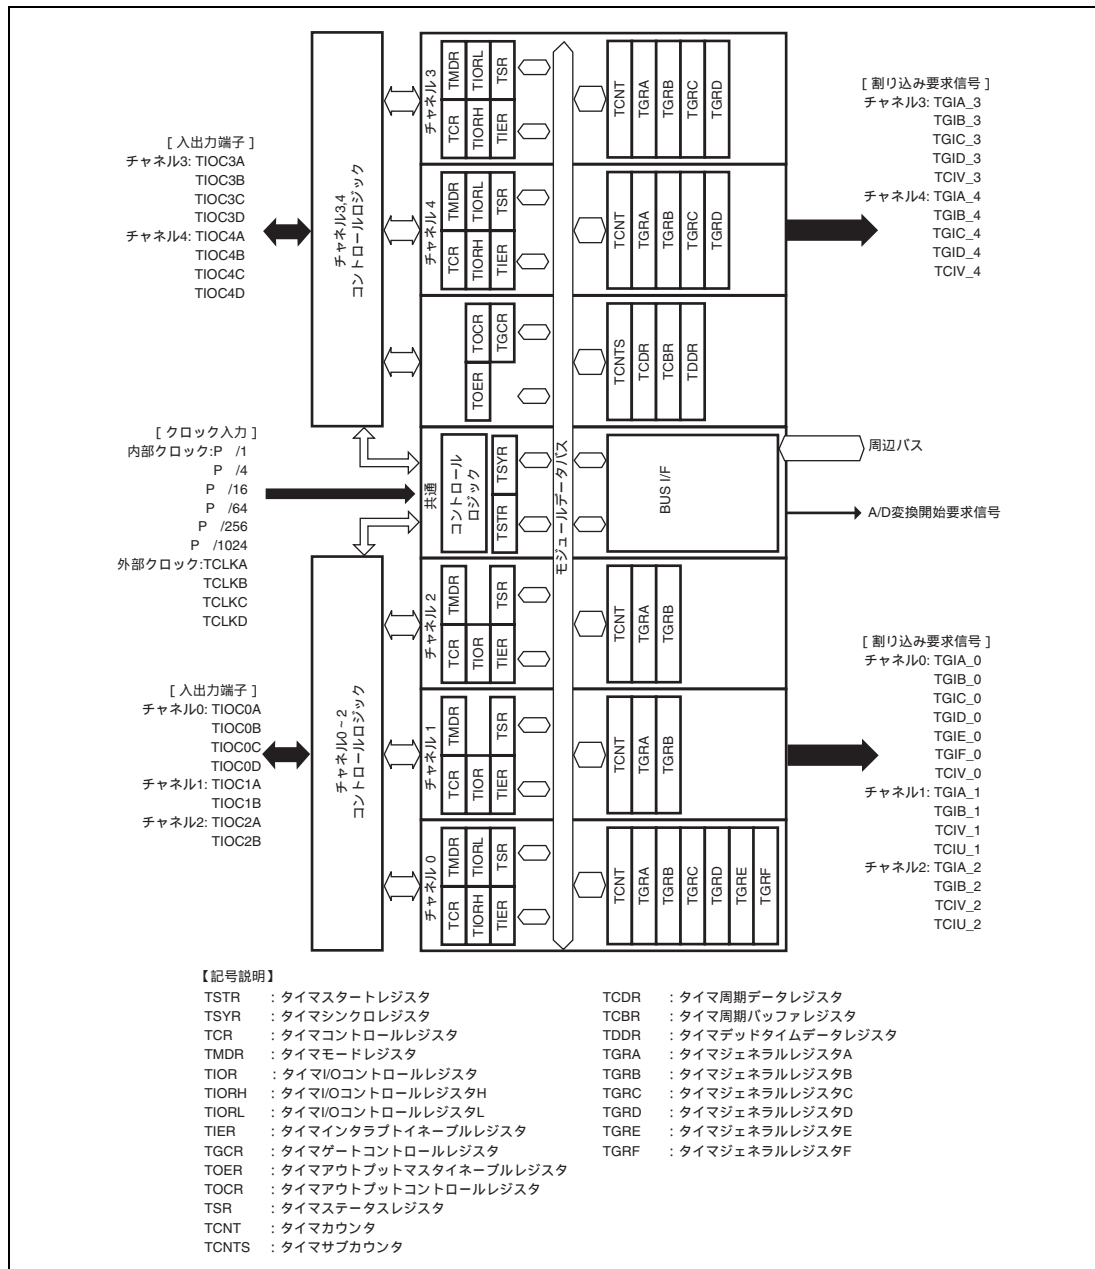 [ 入出力端子 ]
チャネル3: TIOC3A
TIOC3B
TIOC3C
TIOC3D
チャネル4: TIOC4A
TIOC4B
TIOC4C
TIOC4D
[ クロック入力 ]
内部クロック:P /1
P /4
P /16
P /64
P /256
P /1024
外部クロック:TCLKA
TCLKB
TCLKC
TCLKD
[ 入出力端子 ]
チャネル0: TIOC0A
TIOC0B
TIOC0C
TIOC0D
チャネル1: TIOC1A
TIOC1B
チャネル2: TIOC2A
TIOC2B
チャネル3,4
コントロールロジック
チャネル0~2
コントロールロジック
チャネル 3
TCR
TMDR
TIORH
TIORL
TIER
TSR
TCNT
TGRA
TGRB
TGRC
TGRD
チャネル 4
TCR
TMDR
TIORH
TIORL
TIER
TSR
TCNT
TGRA
TGRB
TGRC
TGRD
TOER
TOCR
TGCR
TCNTS
TCDR
TCBR
TDDR
共通
コントロール
ロジック
TSTR
TSYR
モジュールデータバス
BUS I/F
チャネル 2
TCR
TMDR
TIOR
TIER
TSR
TCNT
TGRA
TGRB
チャネル 1
TCR
TMDR
TIOR
TIER
TSR
TCNT
TGRA
TGRB
チャネル 0
TCR
TMDR
TIORH
TIORL
TIER
TSR
TCNT
TGRA
TGRB
TGRC
TGRD
TGRE
TGRF
[ 割り込み要求信号 ]
チャネル3: TGIA_3
TGIB_3
TGIC_3
TGID_3
TCIV_3
チャネル4: TGIA_4
TGIB_4
TGIC_4
TGID_4
TCIV_4
周辺バス
A/D変換開始要求信号
[ 割り込み要求信号 ]
チャネル0: TGIA_0
TGIB_0
TGIC_0
TGID_0
TGIE_0
TGIF_0
TCIV_0
チャネル1: TGIA_1
TGIB_1
TCIV_1
TCIU_1
チャネル2: TGIA_2
TGIB_2
TCIV_2
TCIU_2
【記号説明】
TSTR : タイマスタートレジスタ
TSYR : タイマシンクロレジスタ
TCR : タイマコントロールレジスタ
TMDR : タイマモードレジスタ
TIOR : タイマI/Oコントロールレジスタ
TIORH : タイマI/OコントロールレジスタH
TIORL : タイマI/OコントロールレジスタL
TIER : タイマインタラプトイネーブルレジスタ
TGCR : タイマゲートコントロールレジスタ
TOER : タイマアウトプットマスタイネーブルレジスタ
TOCR : タイマアウトプットコントロールレジスタ
TSR : タイマステータスレジスタ
TCNT : タイマカウンタ
TCNTS : タイマサブカウンタ
TCDR : タイマ周期データレジスタ
TCBR : タイマ周期バッファレジスタ
TDDR : タイマデッドタイムデータレジスタ
TGRA : タイマジェネラルレジスタA
TGRB : タイマジェネラルレジスタB
TGRC : タイマジェネラルレジスタC
TGRD : タイマジェネラルレジスタD
TGRE : タイマジェネラルレジスタE
TGRF : タイマジェネラルレジスタF